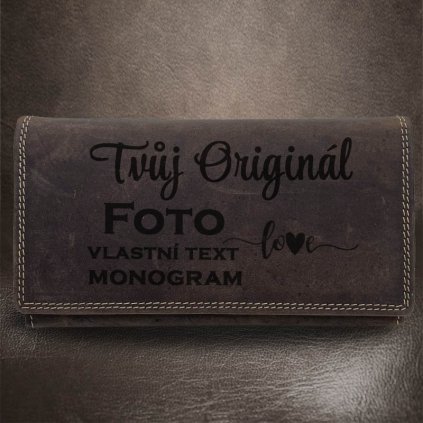 Tvůj Originál
FOTO
love
VLASTNÍ TEXT
MONOGRAM